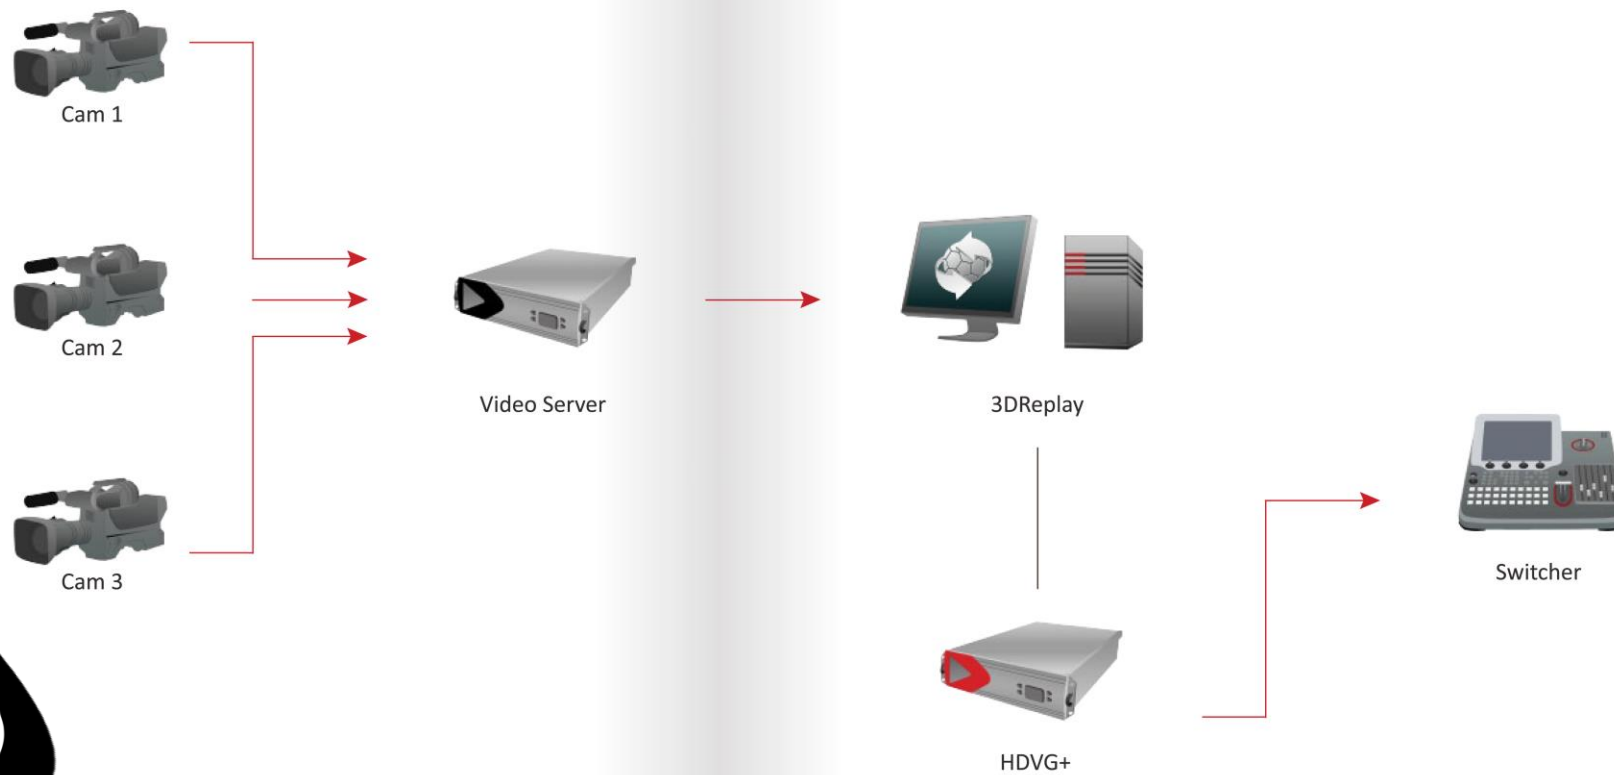 Cam 1
Cam 2
Cam 3
Video Server
3DReplay
HDVG+
Switcher